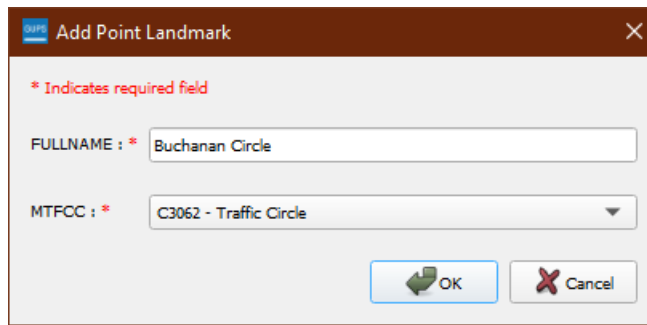 GUPS Add Point Landmark
* Indicates required field
FULLNAME : * Buchanan Circle
MTFCC : * C3062 - Traffic Circle
OK Cancel